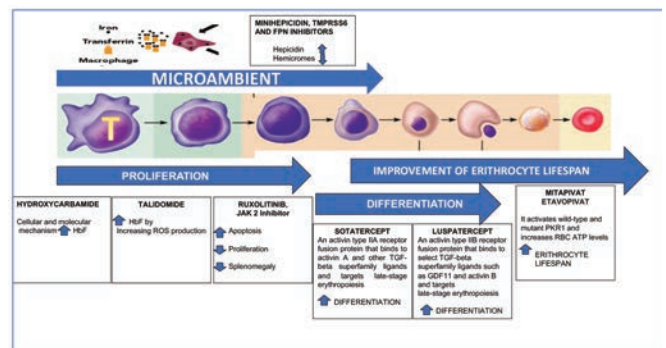 Iron
Transferrin
Macrophage
MINIHEPICIDIN, TMPRSS6
AND FPN INHIBITORS
Hepicidin
Hemicromes
MICROAMBIENT
T
PROLIFERATION
IMPROVEMENT OF ERITHROCYTE LIFESPAN
DIFFERENTIATION
HYDROXYCARBAMIDE
Cellular and molecular
mechanism HbF
TALIDOMIDE
HbF by
Increasing ROS production
RUXOLITINIB,
JAK 2 Inhibitor
Apoptosis
Proliferation
Splenomegaly
SOTATERCEPT
An activin type IIA receptor
fusion protein that binds to
activin A and other TGF-
beta superfamily ligands
and targets late-stage
erythropoiesis
DIFFERENTIATION
LUSPATERCEPT
An activin type IIB receptor
fusion protein that binds to
select TGF-beta
superfamily ligands such
as GDF11 and activin B
and targets
late-stage erythropoiesis
DIFFERENTIATION
MITAPIVAT
ETAVOPIVAT
It activates wild-type and
mutant PKR1 and
increases RBC ATP levels
ERITHROCYTE
LIFESPAN